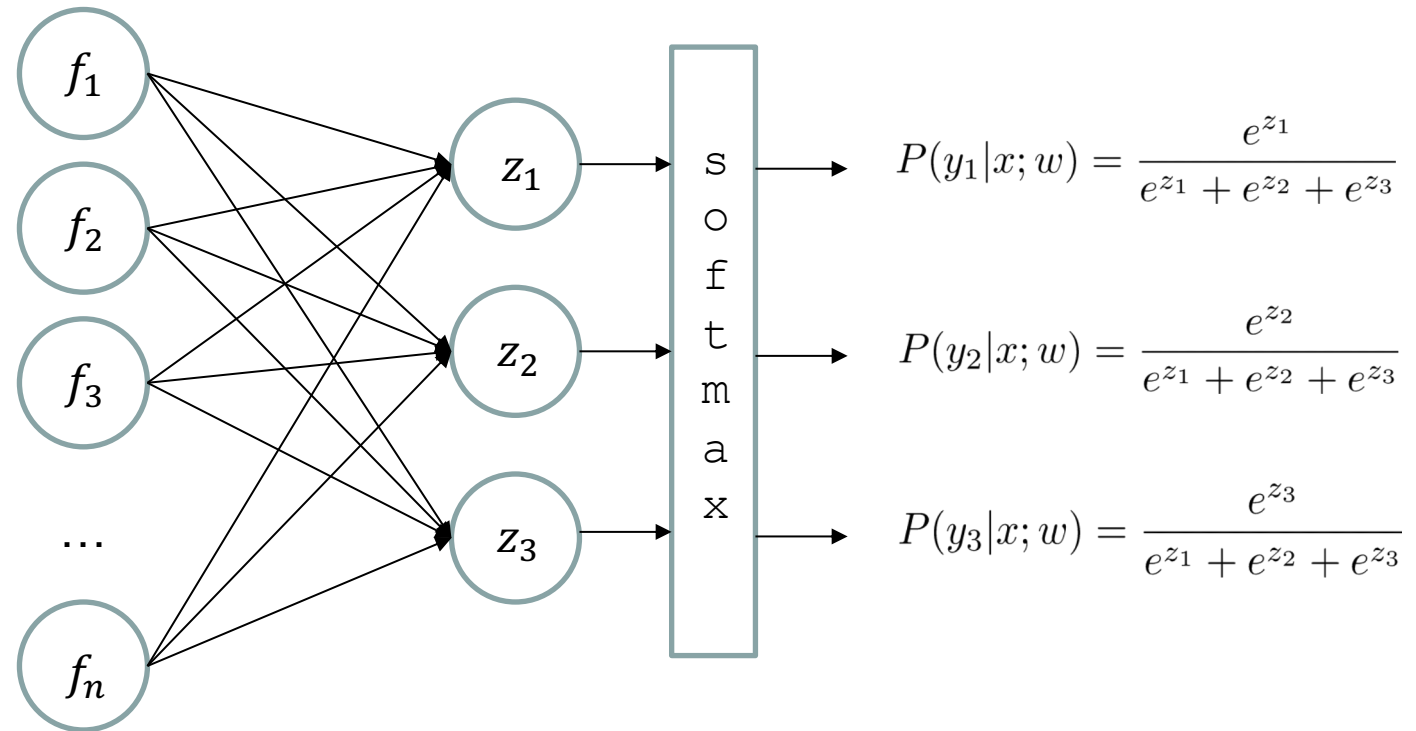 f₁
f₂
f₃
...
fₙ
z₁
z₂
z₃
softmax
P(y₁|x; w) = e^{z₁} / (e^{z₁} + e^{z₂} + e^{z₃})
P(y₂|x; w) = e^{z₂} / (e^{z₁} + e^{z₂} + e^{z₃})
P(y₃|x; w) = e^{z₃} / (e^{z₁} + e^{z₂} + e^{z₃})